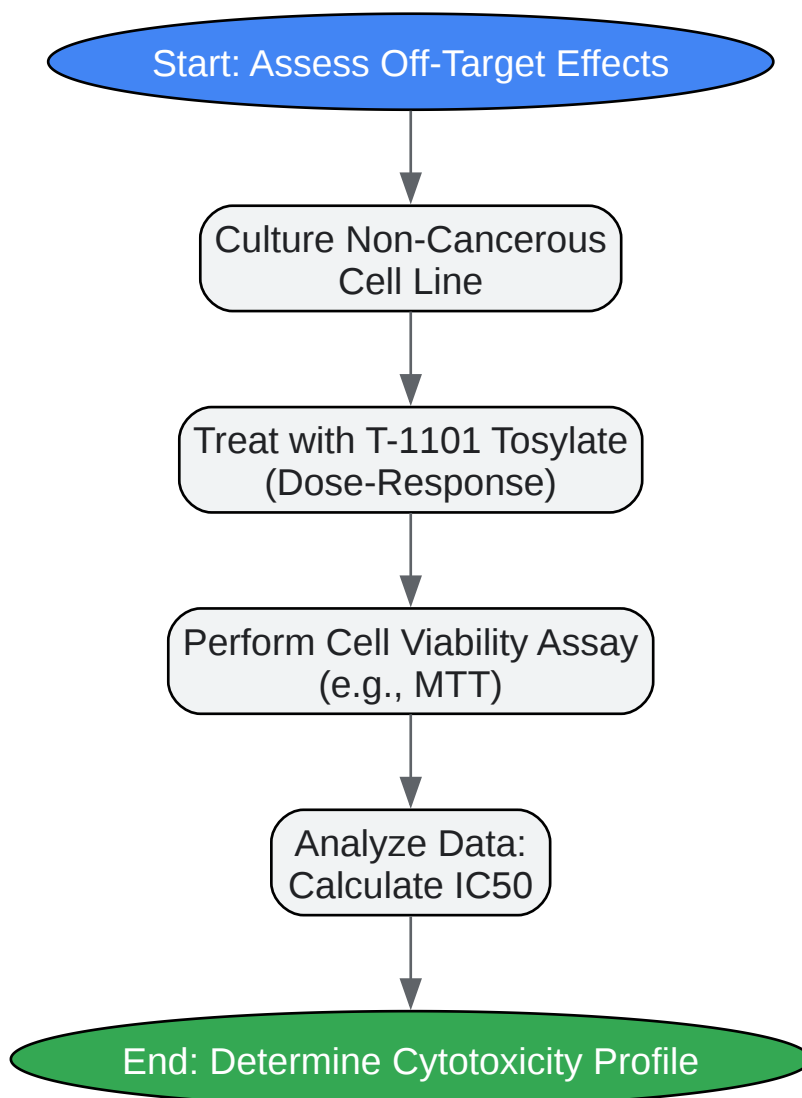 Start: Assess Off-Target Effects
Culture Non-Cancerous
Cell Line
Treat with T-1101 Tosylate
(Dose-Response)
Perform Cell Viability Assay
(e.g., MTT)
Analyze Data:
Calculate IC50
End: Determine Cytotoxicity Profile